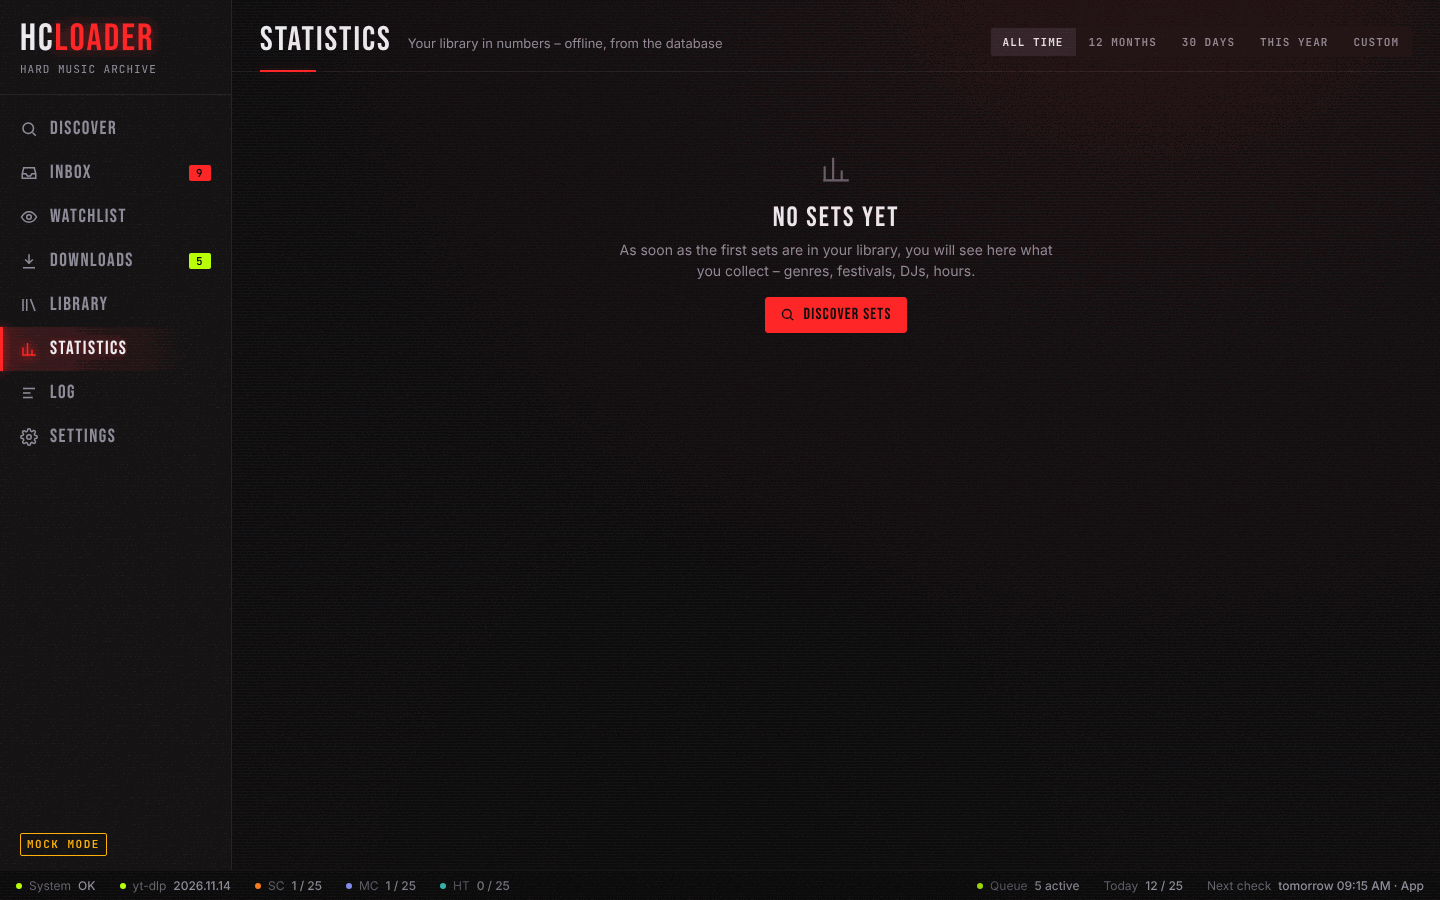 HCLOADER
HARD MUSIC ARCHIVE
DISCOVER
INBOX 9
WATCHLIST
DOWNLOADS 5
LIBRARY
STATISTICS
LOG
SETTINGS
MOCK MODE
STATISTICS Your library in numbers – offline, from the database
ALL TIME 12 MONTHS 30 DAYS THIS YEAR CUSTOM
NO SETS YET
As soon as the first sets are in your library, you will see here what
you collect – genres, festivals, DJs, hours.
DISCOVER SETS
System OK yt-dlp 2026.11.14 SC 1 / 25 MC 1 / 25 HT 0 / 25 Queue 5 active Today 12 / 25 Next check tomorrow 09:15 AM · App